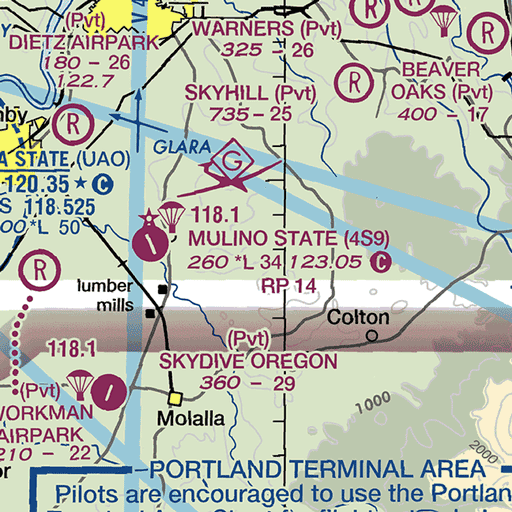 (Pvt)
DIETZ AIRPARK
180 - 26
122.7
WARNERS (Pvt)
325 - 26
R
R
R
R
BEAVER
OAKS (Pvt)
400 - 17
SKYHILL (Pvt)
735 - 25
R
GLARA
G
STATE (UAO)
120.35 * C
118.525
*L 50
118.1
MULINO STATE (4S9)
260 *L 34 123.05 C
RP 14
R
lumber
mills
Colton
(Pvt)
SKYDIVE OREGON
360 - 29
118.1
(Pvt)
WORKMAN
AIRPARK
210 - 22
Molalla
1000
2000
PORTLAND TERMINAL AREA
Pilots are encouraged to use the Portlan